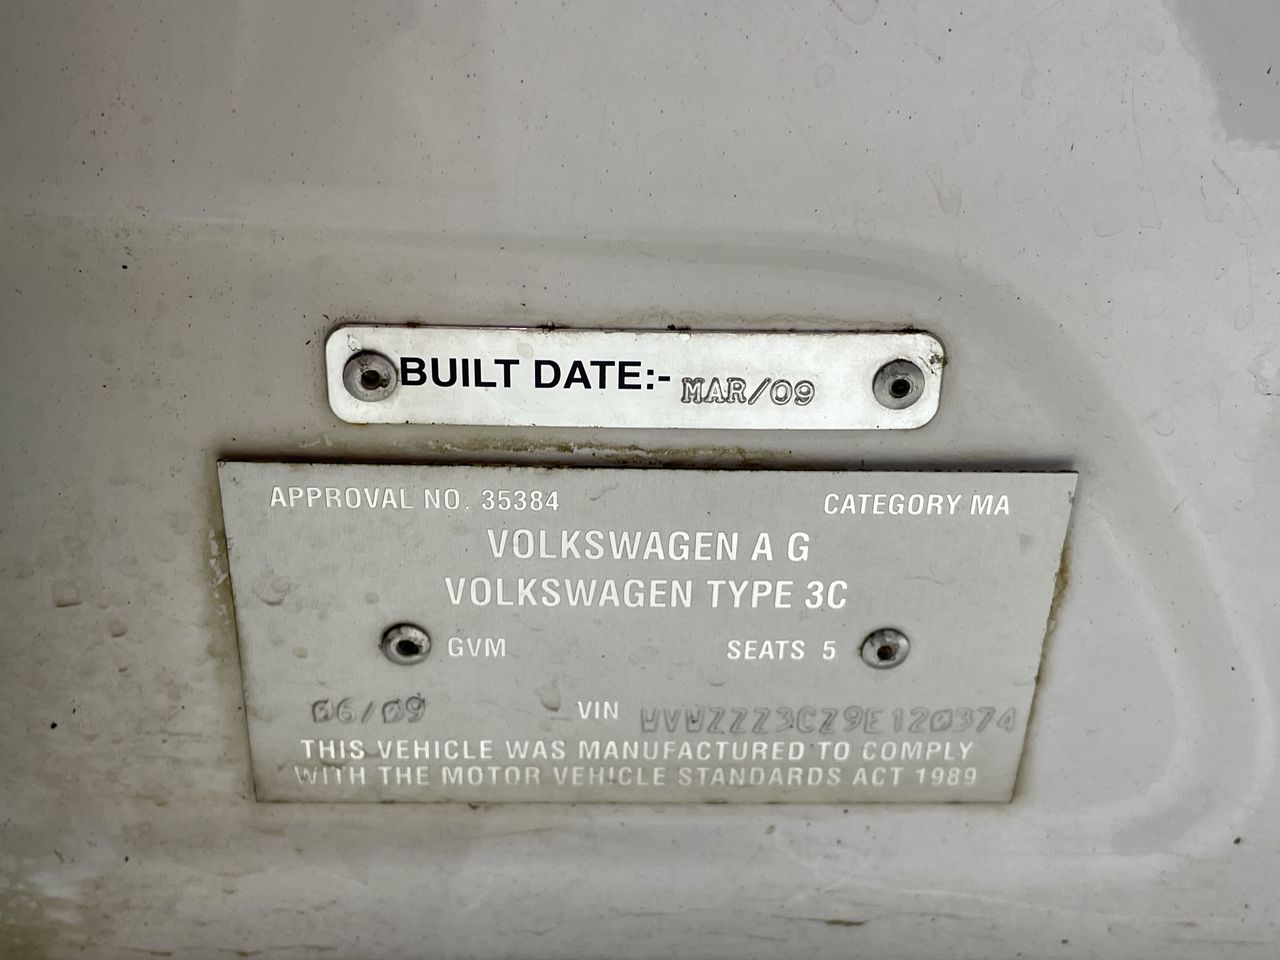 BUILT DATE:- MAR/09
APPROVAL NO. 35384 CATEGORY MA
VOLKSWAGEN A G
VOLKSWAGEN TYPE 3C
GVM SEATS 5
06/09 VIN WVWZZZ3CZ9E120374
THIS VEHICLE WAS MANUFACTURED TO COMPLY
WITH THE MOTOR VEHICLE STANDARDS ACT 1989